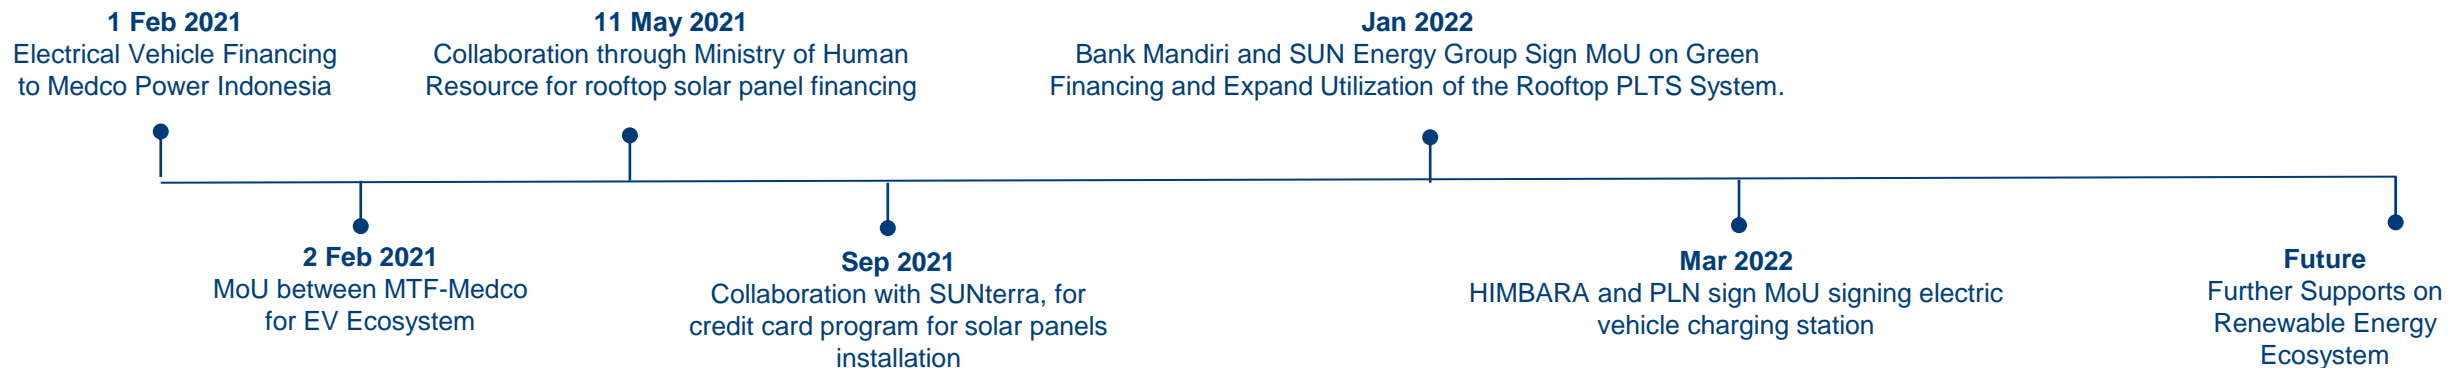 1 Feb 2021
Electrical Vehicle Financing
to Medco Power Indonesia
2 Feb 2021
MoU between MTF-Medco
for EV Ecosystem
11 May 2021
Collaboration through Ministry of Human
Resource for rooftop solar panel financing
Sep 2021
Collaboration with SUNterra, for
credit card program for solar panels
installation
Jan 2022
Bank Mandiri and SUN Energy Group Sign MoU on Green
Financing and Expand Utilization of the Rooftop PLTS System.
Mar 2022
HIMBARA and PLN sign MoU signing electric
vehicle charging station
Future
Further Supports on
Renewable Energy
Ecosystem